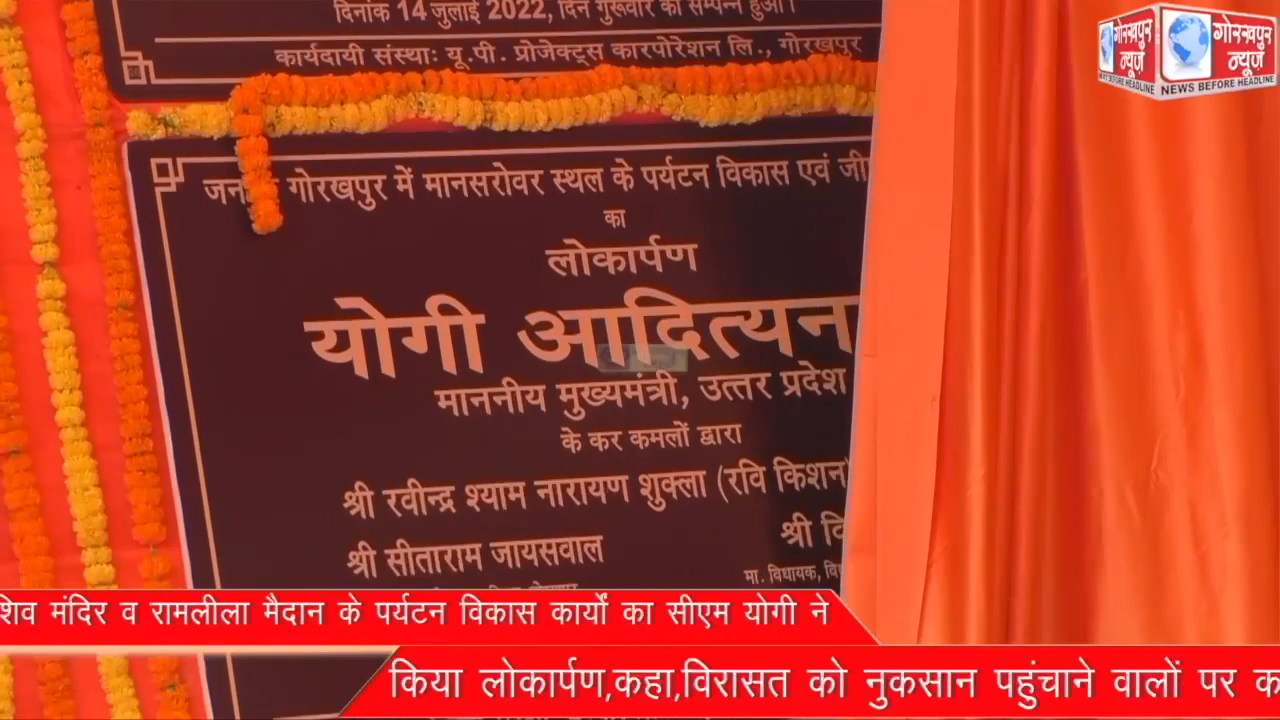 दिनांक 14 जुलाई 2022, दिन गुरूवार को सम्पन्न हुआ।
कार्यदायी संस्थाः यू.पी. प्रोजेक्ट्स कारपोरेशन लि., गोरखपुर
गोरखपुर न्यूज़
गोरखपुर न्यूज़
NEWS BEFORE HEADLINE
गोरखपुर में मानसरोवर स्थल के पर्यटन विकास एवं
का
लोकार्पण
योगी आदित्यना
माननीय मुख्यमंत्री, उत्तर प्रदेश
के कर कमलों द्वारा
श्री रवीन्द्र श्याम नारायण शुक्ला (रवि किशन)
श्री वि
श्री सीताराम जायसवाल
मा. विधायक,
शिव मंदिर व रामलीला मैदान के पर्यटन विकास कार्यों का सीएम योगी ने
किया लोकार्पण,कहा,विरासत को नुकसान पहुंचाने वालों पर क